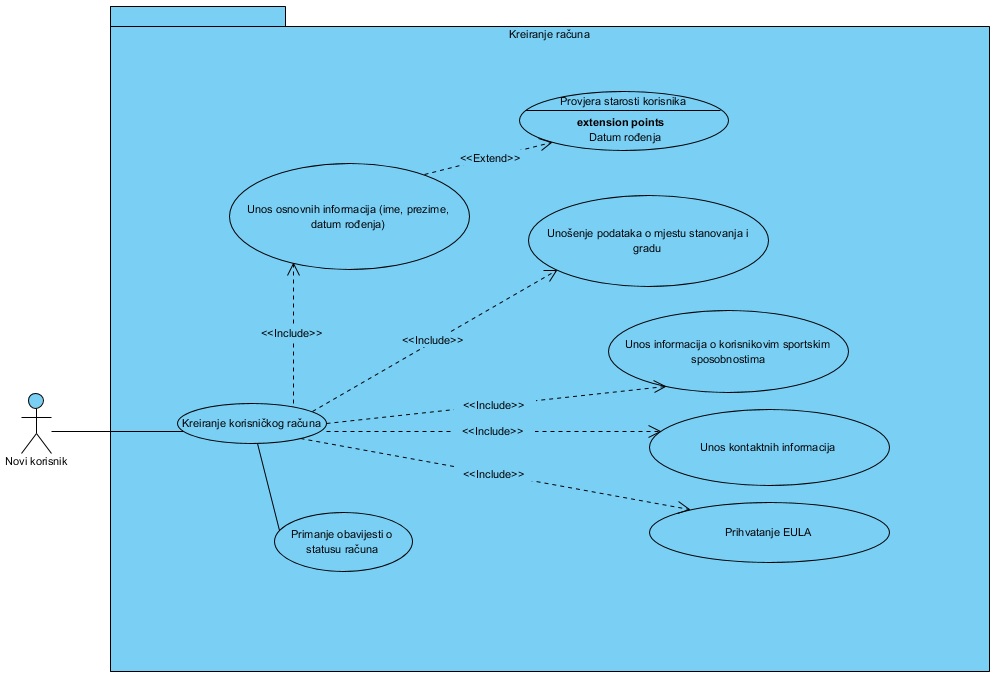 Kreiranje računa
Provjera starosti korisnika
extension points
Datum rođenja
<<Extend>>
Unos osnovnih informacija (ime, prezime,
datum rođenja)
Unošenje podataka o mjestu stanovanja i
gradu
<<Include>>
<<Include>>
Unos informacija o korisnikovim sportskim
sposobnostima
<<Include>>
Kreiranje korisničkog računa
<<Include>>
Unos kontaktnih informacija
Novi korisnik
<<Include>>
Primanje obavijesti o
statusu računa
Prihvatanje EULA